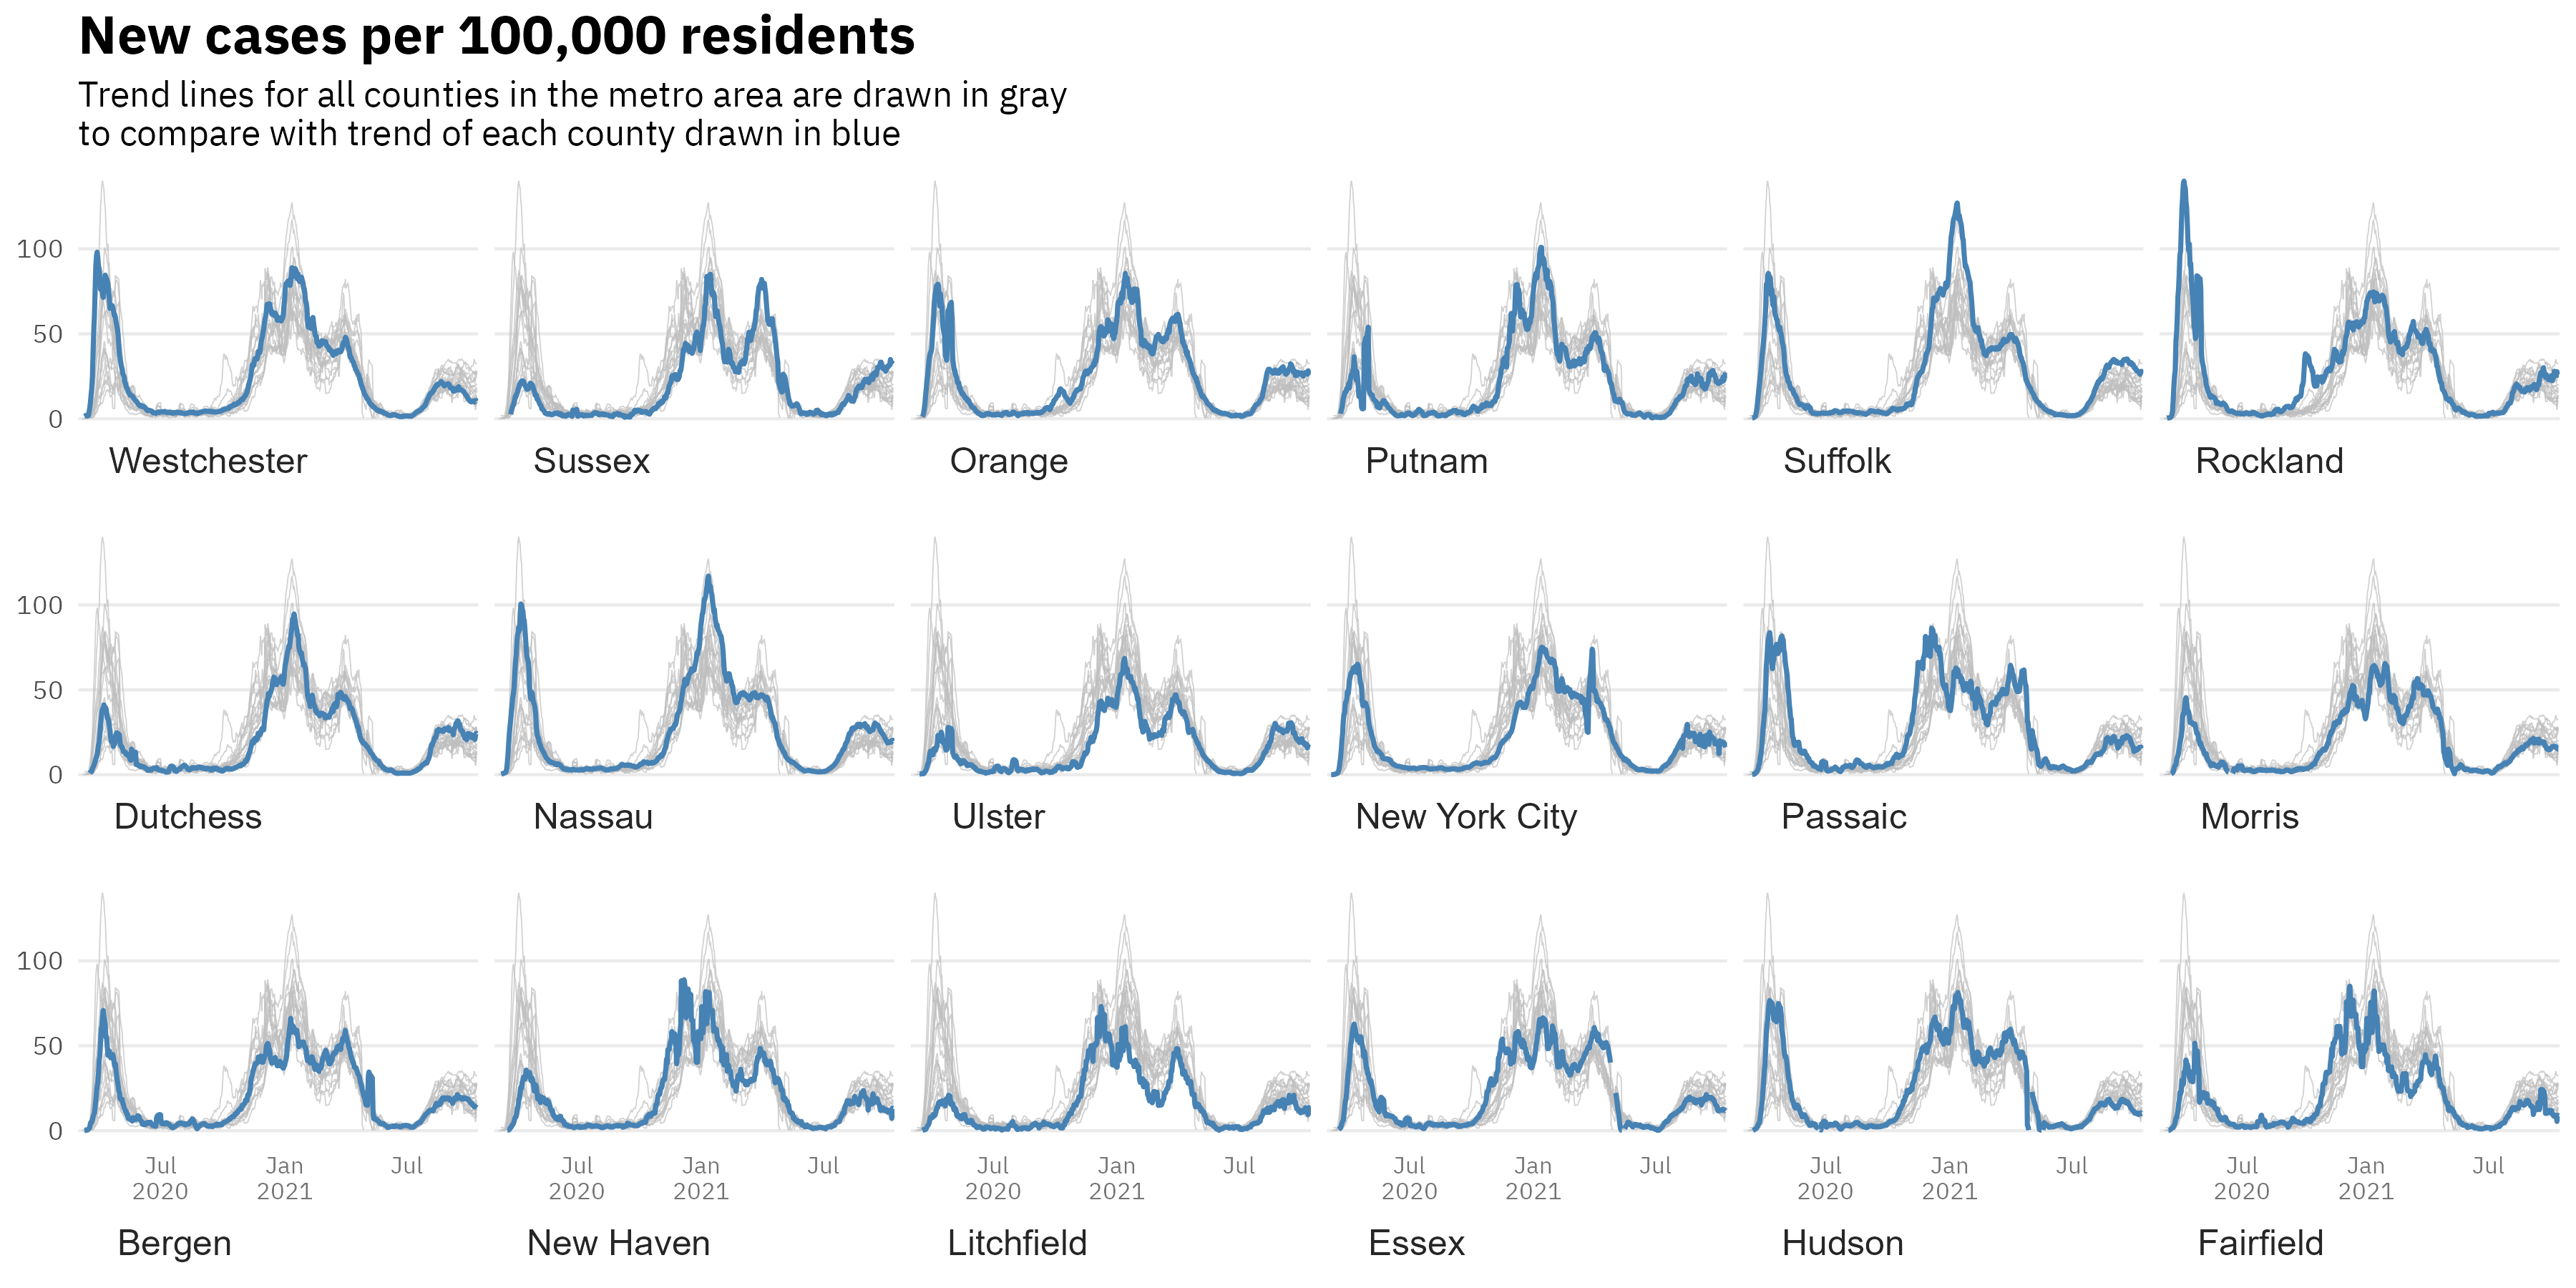 New cases per 100,000 residents
Trend lines for all counties in the metro area are drawn in gray
to compare with trend of each county drawn in blue
100
50
0
Westchester
Sussex
Orange
Putnam
Suffolk
Rockland
100
50
0
Dutchess
Nassau
Ulster
New York City
Passaic
Morris
100
50
0
Jul
2020
Jan
2021
Jul
Jul
2020
Jan
2021
Jul
Jul
2020
Jan
2021
Jul
Jul
2020
Jan
2021
Jul
Jul
2020
Jan
2021
Jul
Jul
2020
Jan
2021
Jul
Bergen
New Haven
Litchfield
Essex
Hudson
Fairfield